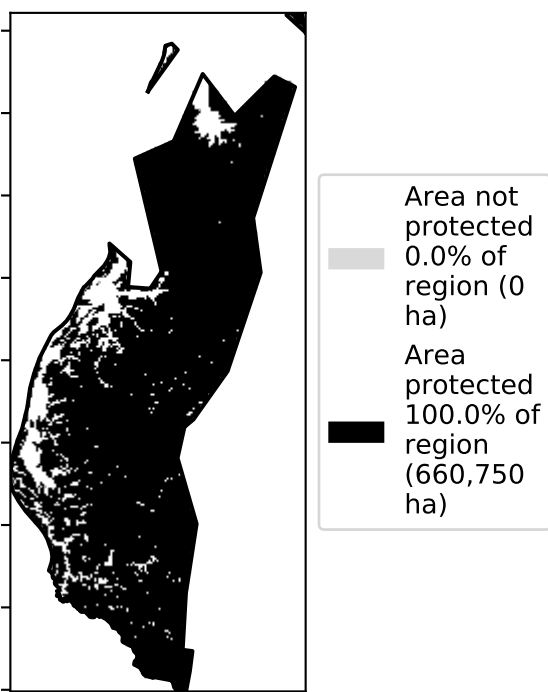 Area not
protected
0.0% of
region (0
ha)
Area
protected
100.0% of
region
(660,750
ha)